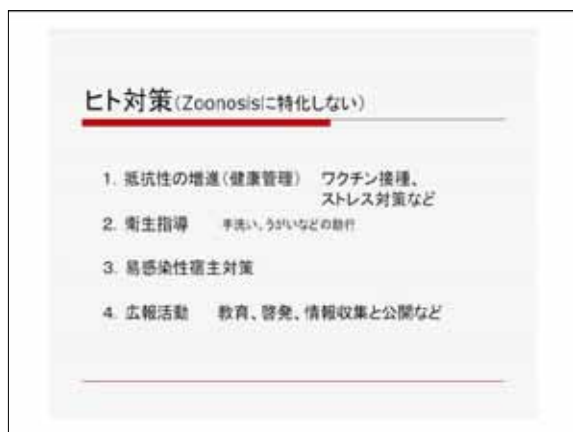 ヒト対策(Zoonosisに特化しない)
1. 抵抗性の増進(健康管理) ワクチン接種、
ストレス対策など
2. 衛生指導 手洗い、うがいなどの励行
3. 易感染性宿主対策
4. 広報活動 教育、啓発、情報収集と公開など